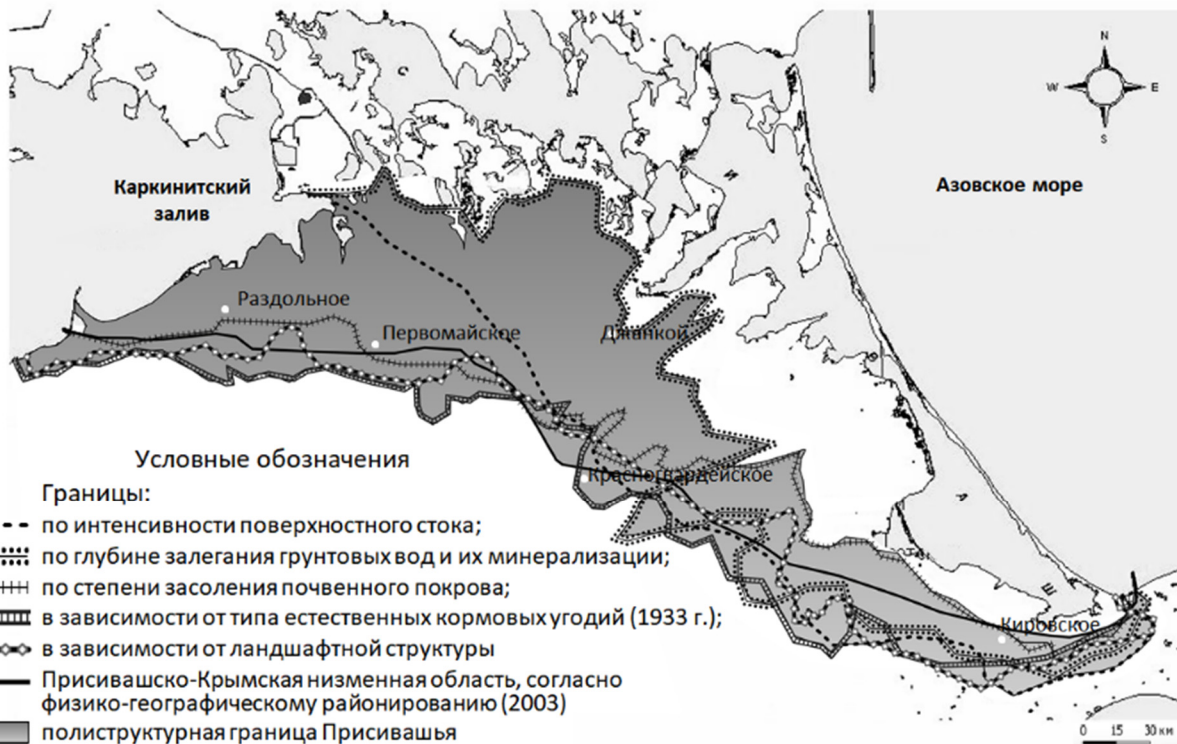 N
W
E
S
Каркинитский
залив
Азовское море
С
И
В
А
Ш
Раздольное
Первомайское
Джанкой
Красногвардейское
Кировское
Условные обозначения
Границы:
по интенсивности поверхностного стока;
по глубине залегания грунтовых вод и их минерализации;
по степени засоления почвенного покрова;
в зависимости от типа естественных кормовых угодий (1933 г.);
в зависимости от ландшафтной структуры
Присивашско-Крымская низменная область, согласно
физико-географическому районированию (2003)
полиструктурная граница Присивашья
0 15 30 км